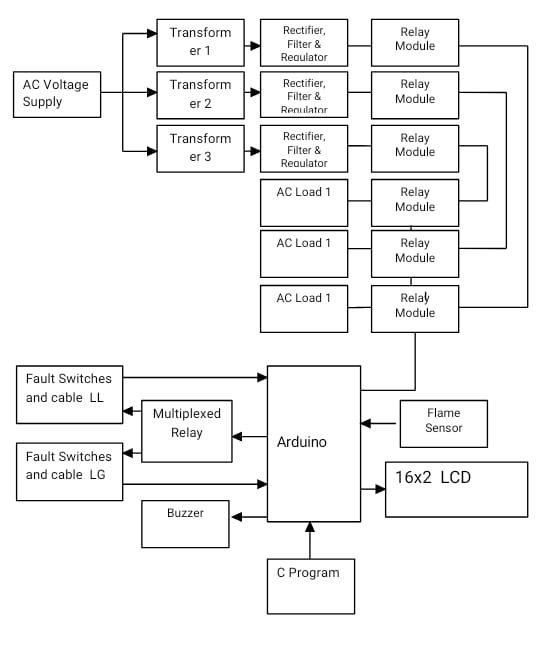 Transform
er 1
Rectifier,
Filter &
Regulator
Relay
Module
AC Voltage
Supply
Transform
er 2
Rectifier,
Filter &
Regulator
Relay
Module
Transform
er 3
Rectifier,
Filter &
Regulator
Relay
Module
AC Load 1
Relay
Module
AC Load 1
Relay
Module
AC Load 1
Relay
Module
Fault Switches
and cable LL
Multiplexed
Relay
Arduino
Flame
Sensor
Fault Switches
and cable LG
16x2 LCD
Buzzer
C Program